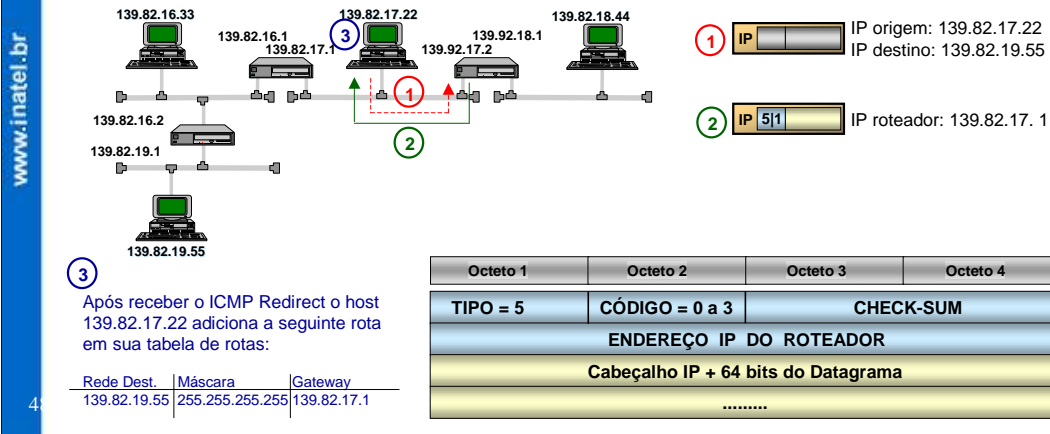 www.inatel.br
139.82.16.33
139.82.17.22
139.82.18.44
139.82.16.1
139.82.17.1
3
139.92.18.1
139.92.17.2
1
2
139.82.16.2
139.82.19.1
139.82.19.55
1
IP
IP origem: 139.82.17.22
IP destino: 139.82.19.55
2
IP 5|1
IP roteador: 139.82.17. 1
3
Após receber o ICMP Redirect o host
139.82.17.22 adiciona a seguinte rota
em sua tabela de rotas:
Rede Dest. Máscara Gateway
139.82.19.55 255.255.255.255 139.82.17.1
Octeto 1 Octeto 2 Octeto 3 Octeto 4
TIPO = 5 CÓDIGO = 0 a 3 CHECK-SUM
ENDEREÇO IP DO ROTEADOR
Cabeçalho IP + 64 bits do Datagrama
.........